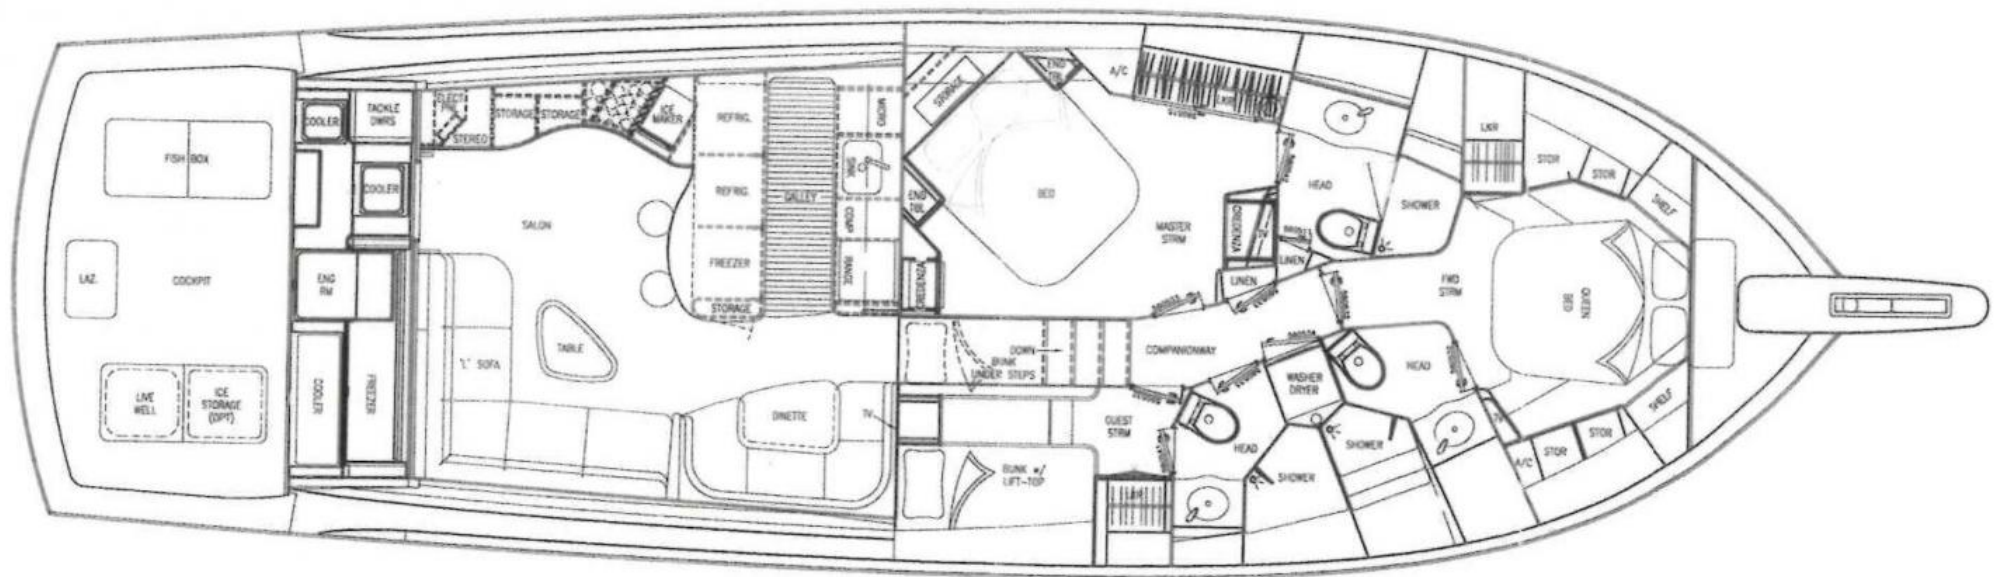 FISH BOX
LAZ.
COCKPIT
LIVE
WELL
ICE
STORAGE
(OPT)
COOLER
TACKLE
DWRS
COOLER
ENG
RM
COOLER
FREEZER
STEREO
STORAGE
STORAGE
ICE
MAKER
SALON
"L" SOFA
TABLE
DINETTE
TV
REFRIG.
REFRIG.
FREEZER
STORAGE
GALLEY
MICRO
SINK
COMP
RANGE
STORAGE
END
TBL
END
TBL
BED
A/C
LKR
MASTER
STRM
CREDENZA
CREDENZA
TV
LINEN
LINEN
HEAD
SHOWER
LKR
STOR
STOR
SHELF
FWD
STRM
QUEEN
BED
SHELF
STOR
STOR
A/C
TV
DOWN
BUNK
UNDER STEPS
COMPANIONWAY
WASHER
DRYER
HEAD
SHOWER
GUEST
STRM
HEAD
SHOWER
BUNK w/
LIFT-TOP
LKR